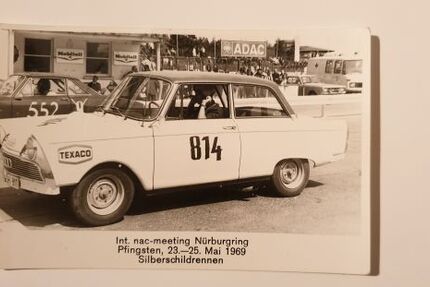 Mobiloil
Mobiloil
ADAC
552
814
TEXACO
Int. nac-meeting Nürburgring
Pfingsten, 23.—25. Mai 1969
Silberschildrennen